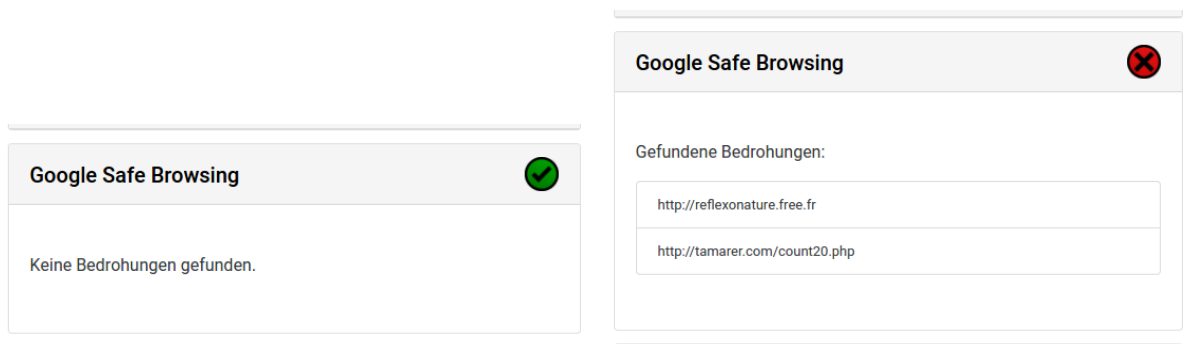 Google Safe Browsing
Keine Bedrohungen gefunden.
Google Safe Browsing
Gefundene Bedrohungen:
http://reflexonature.free.fr
http://tamarer.com/count20.php